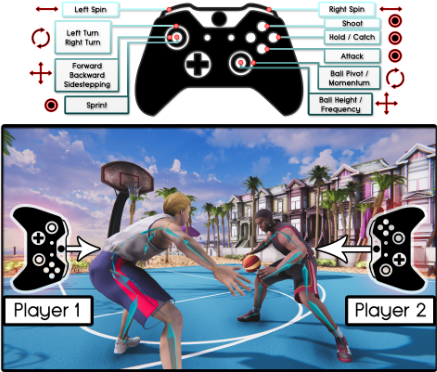 Left Spin
Right Spin
Shoot
Left Turn
Right Turn
Hold / Catch
Attack
Forward
Backward
Sidestepping
Ball Pivot /
Momentum
Sprint
Ball Height /
Frequency
Player 1
Player 2